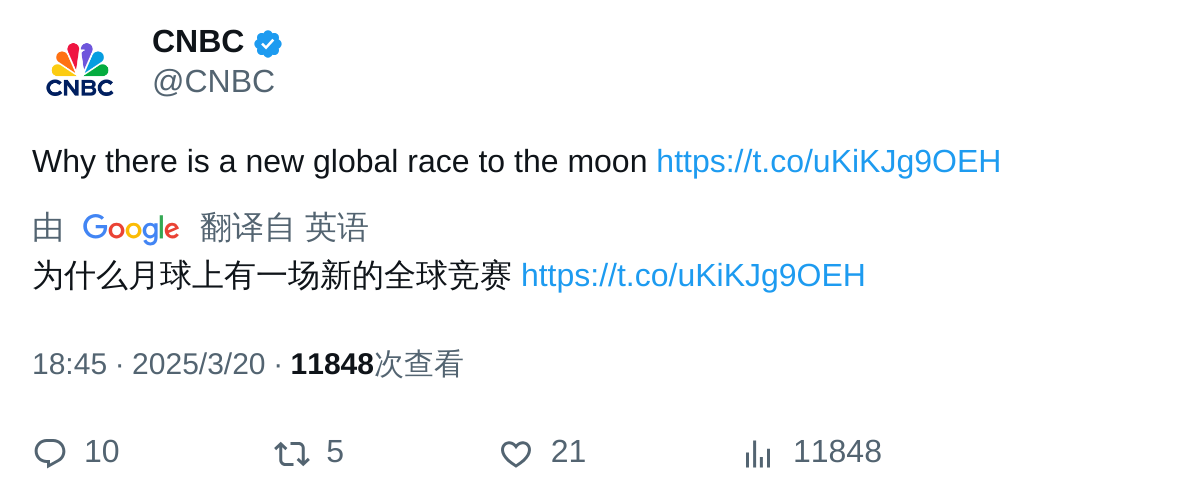 CNBC
CNBC
@CNBC
Why there is a new global race to the moon https://t.co/uKiKJg9OEH
由 Google 翻译自 英语
为什么月球上有一场新的全球竞赛 https://t.co/uKiKJg9OEH
18:45 · 2025/3/20 · 11848次查看
10 5 21 11848